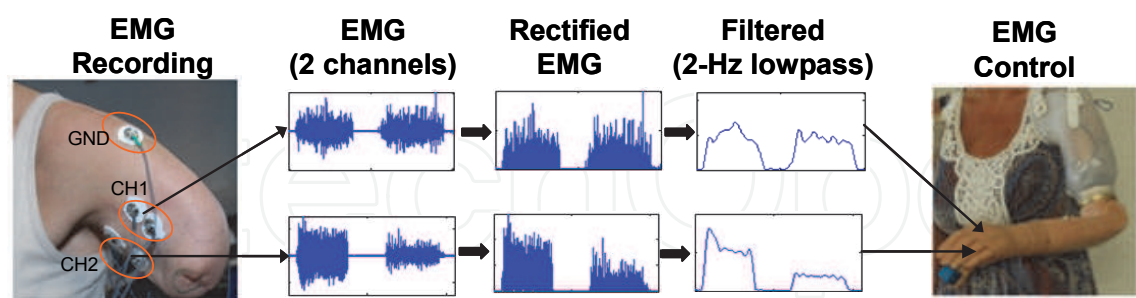 EMG
Recording
EMG
(2 channels)
Rectified
EMG
Filtered
(2-Hz lowpass)
EMG
Control
GND
CH1
CH2